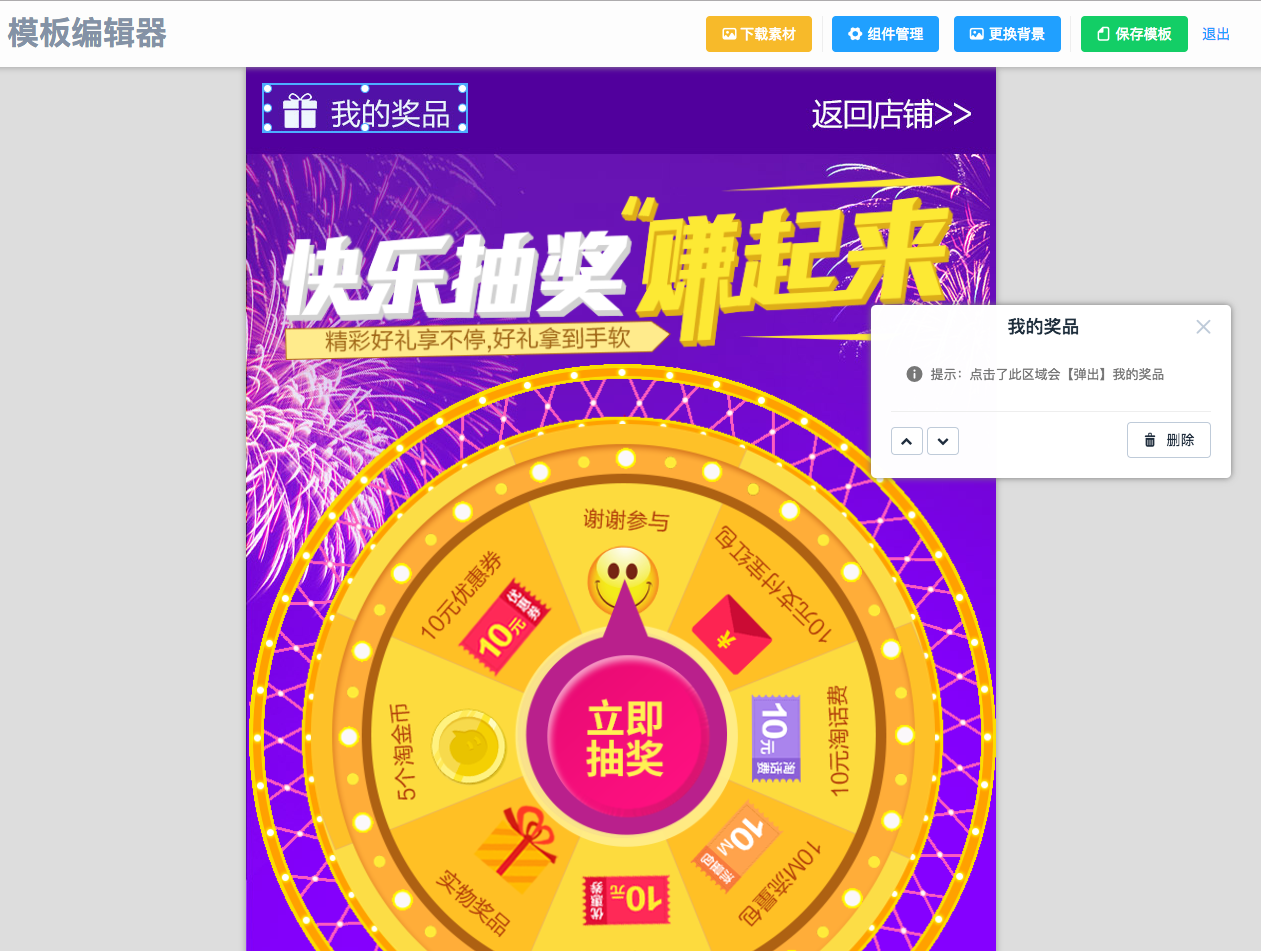 模板编辑器
下载素材
组件管理
更换背景
保存模板
退出
我的奖品
返回店铺>>
快乐抽奖“赚起来
精彩好礼享不停,好礼拿到手软
我的奖品
提示：点击了此区域会【弹出】我的奖品
删除
谢谢参与
10元支付宝红包
10元淘话费
10元
淘话费
10M流量包
10M
流量包
10元
优惠券
实物奖品
5个淘金币
10元优惠券
10元
优惠券
立即
抽奖